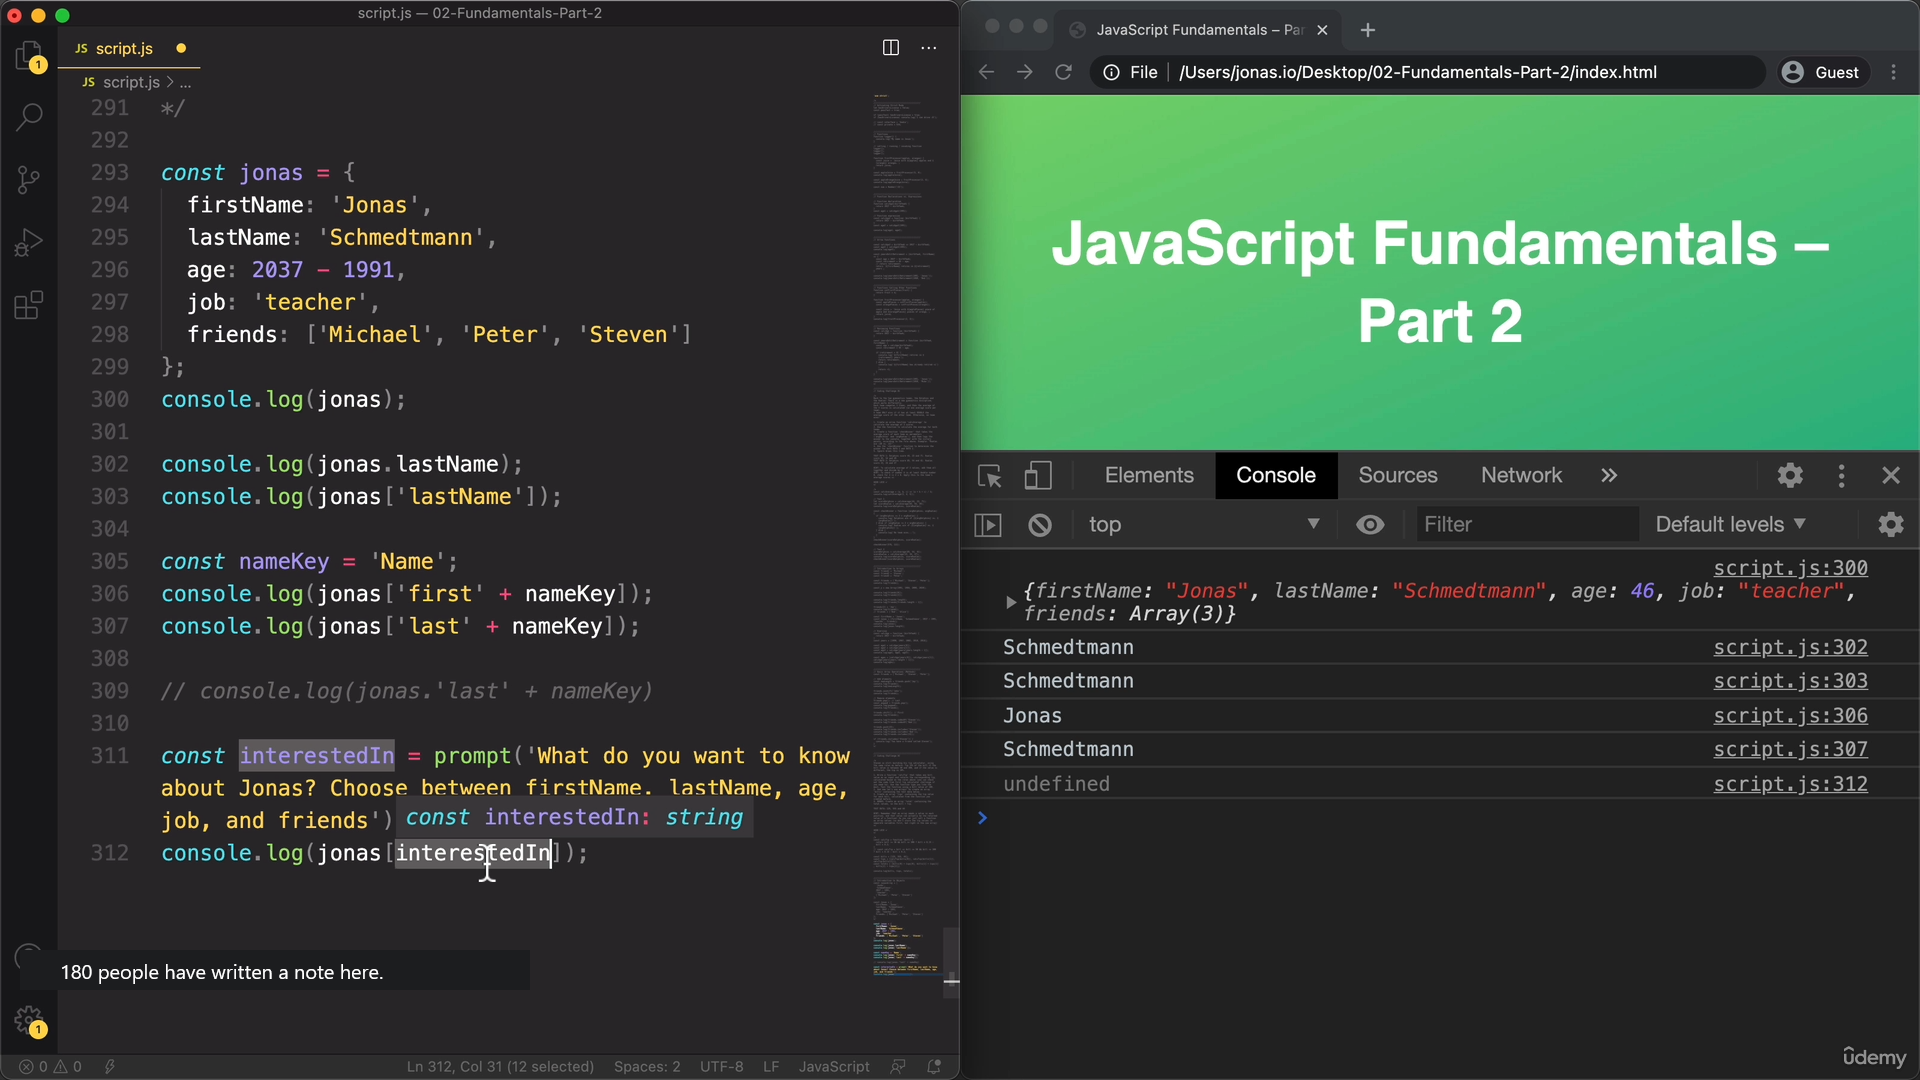 script.js — 02-Fundamentals-Part-2
JS script.js
JS script.js > ...
291 */
292
293 const jonas = {
294 firstName: 'Jonas',
295 lastName: 'Schmedtmann',
296 age: 2037 - 1991,
297 job: 'teacher',
298 friends: ['Michael', 'Peter', 'Steven']
299 };
300 console.log(jonas);
301
302 console.log(jonas.lastName);
303 console.log(jonas['lastName']);
304
305 const nameKey = 'Name';
306 console.log(jonas['first' + nameKey]);
307 console.log(jonas['last' + nameKey]);
308
309 // console.log(jonas.'last' + nameKey)
310
311 const interestedIn = prompt('What do you want to know
about Jonas? Choose between firstName, lastName, age,
job, and friends')
const interestedIn: string
312 console.log(jonas[interestedIn]);
180 people have written a note here.
1
1
0 0
Ln 312, Col 31 (12 selected) Spaces: 2 UTF-8 LF JavaScript
JavaScript Fundamentals – Par
File /Users/jonas.io/Desktop/02-Fundamentals-Part-2/index.html Guest
JavaScript Fundamentals –
Part 2
Elements Console Sources Network »
top Filter Default levels
script.js:300
{firstName: "Jonas", lastName: "Schmedtmann", age: 46, job: "teacher",
friends: Array(3)}
Schmedtmann script.js:302
Schmedtmann script.js:303
Jonas script.js:306
Schmedtmann script.js:307
undefined script.js:312
ûdemy